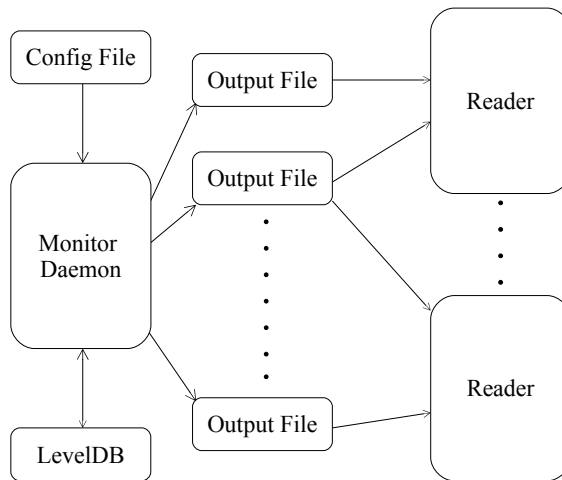 Config File
Output File
Reader
Output File
Monitor
Daemon
Reader
Output File
LevelDB